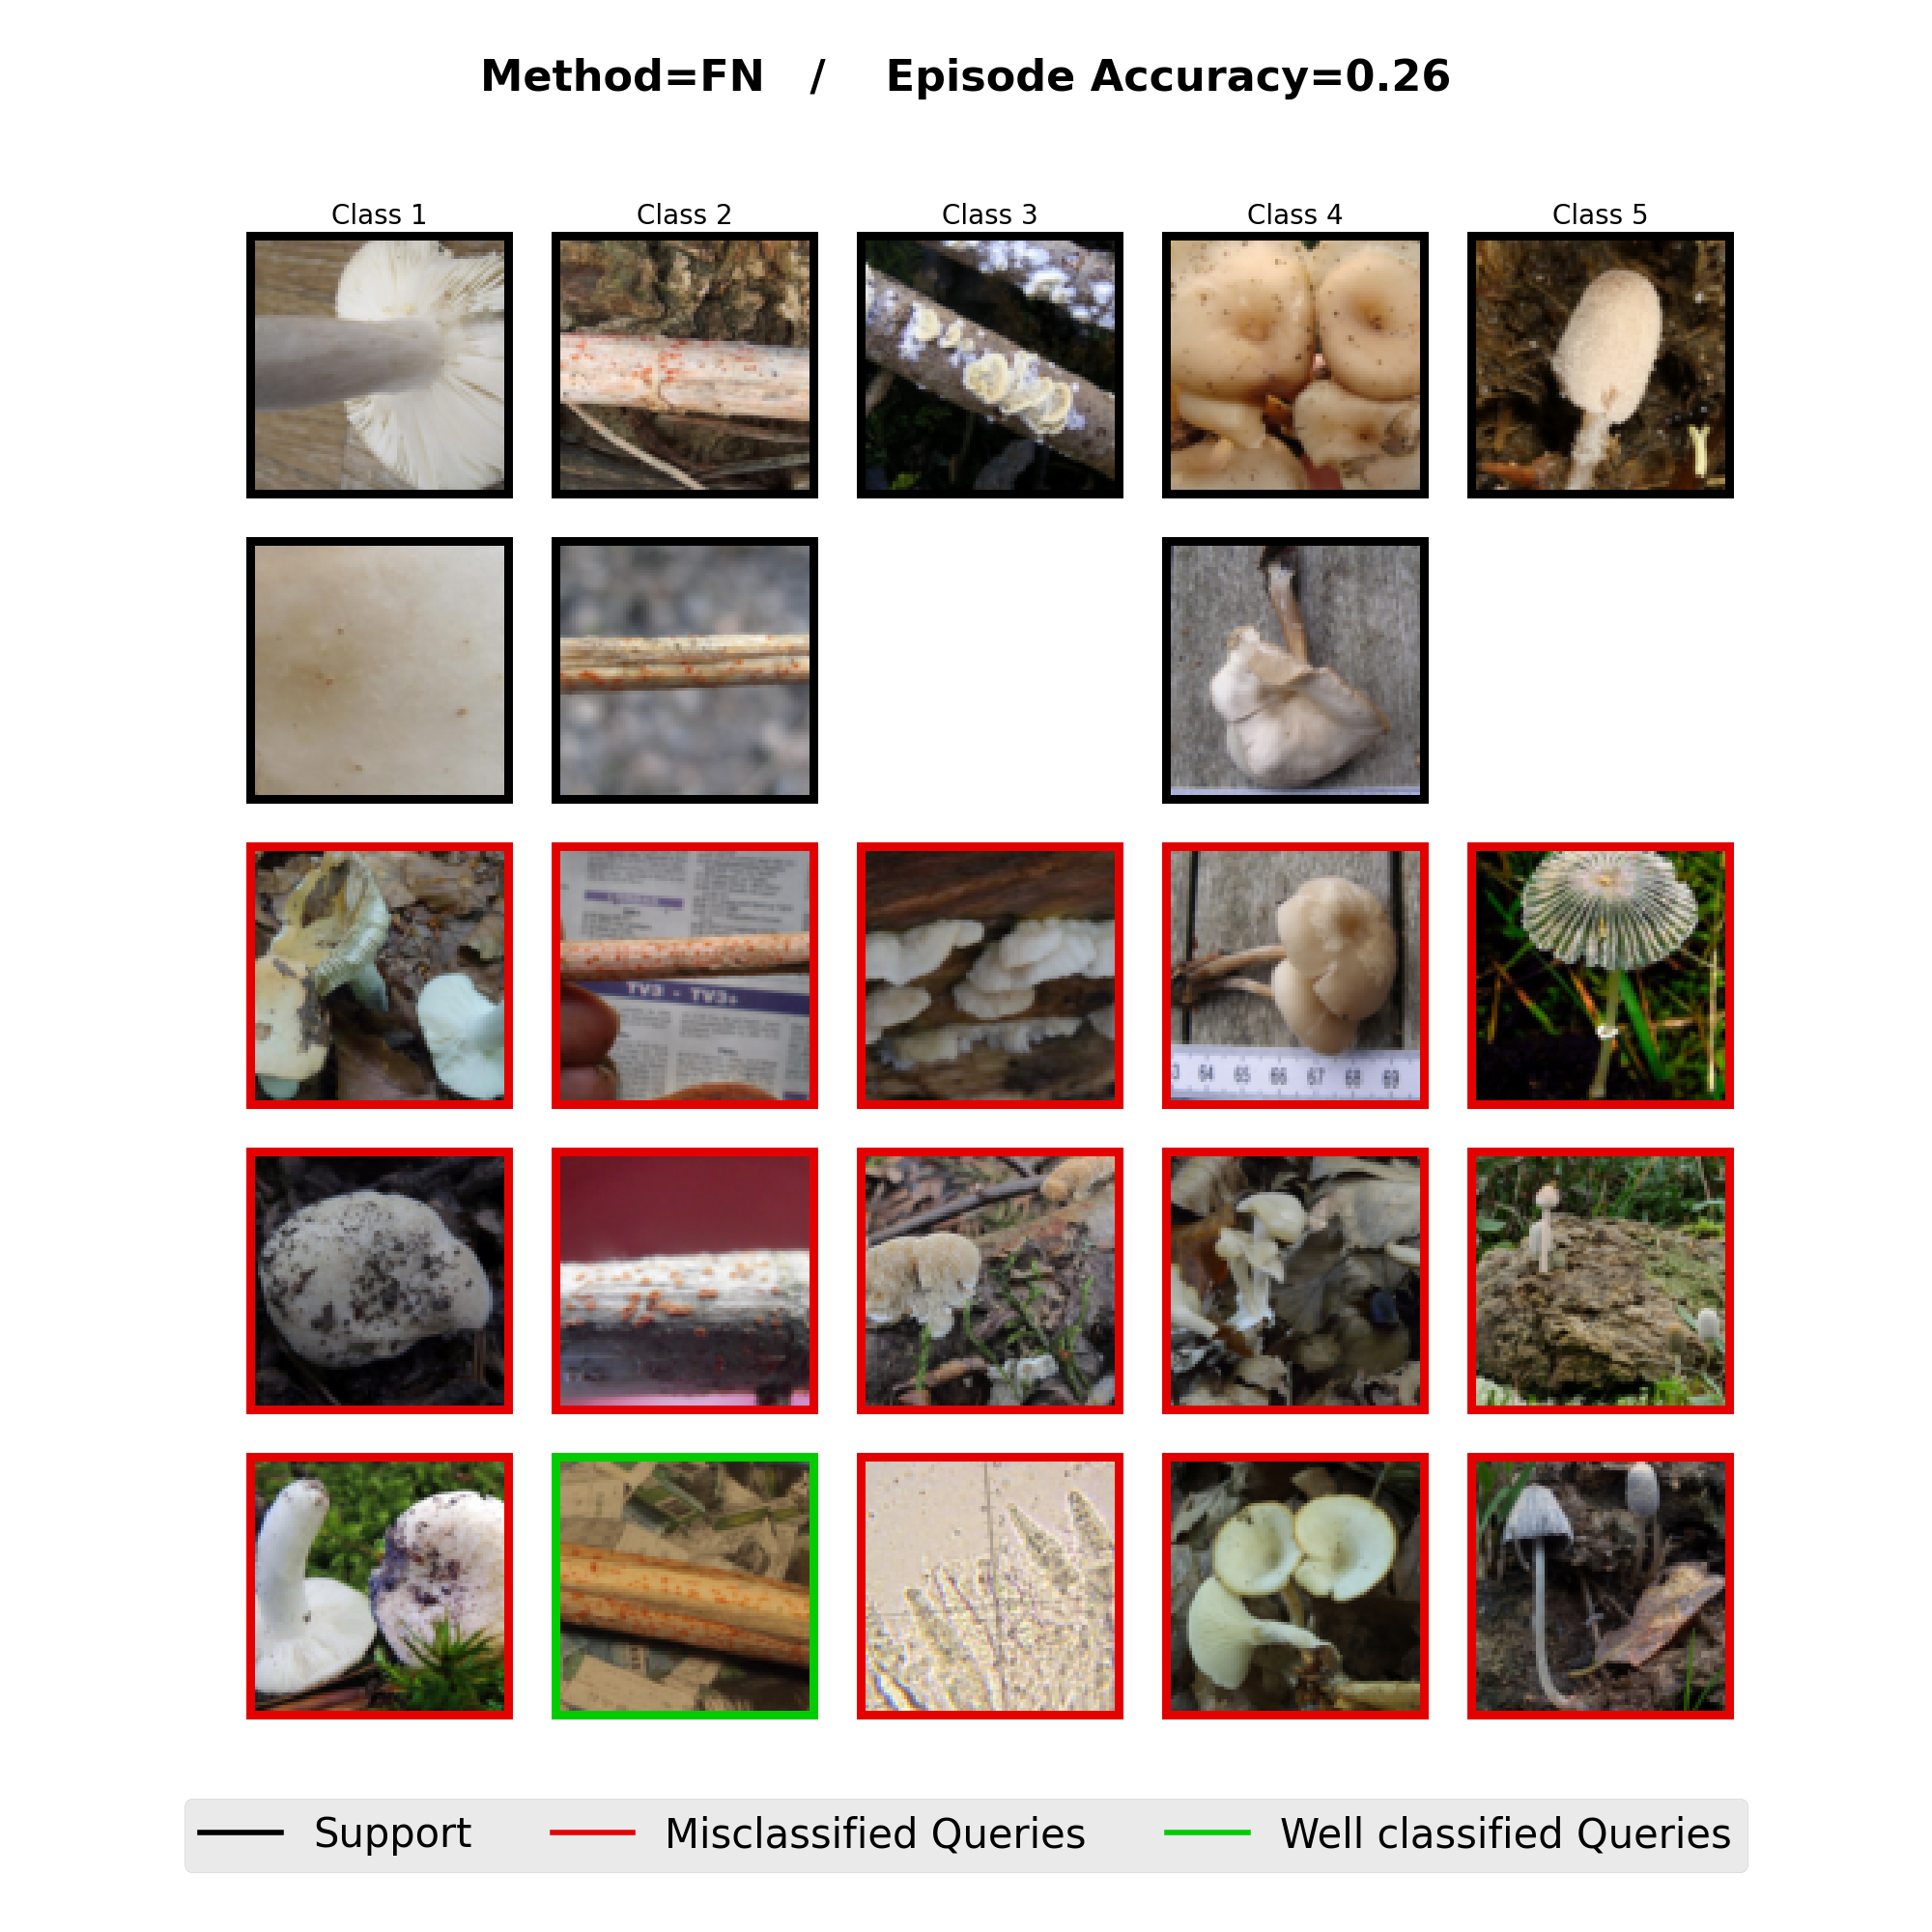 Method=FN / Episode Accuracy=0.26
Class 1 Class 2 Class 3 Class 4 Class 5
TV3 - TV3+
64 65 66 67 68 69
Support Misclassified Queries Well classified Queries